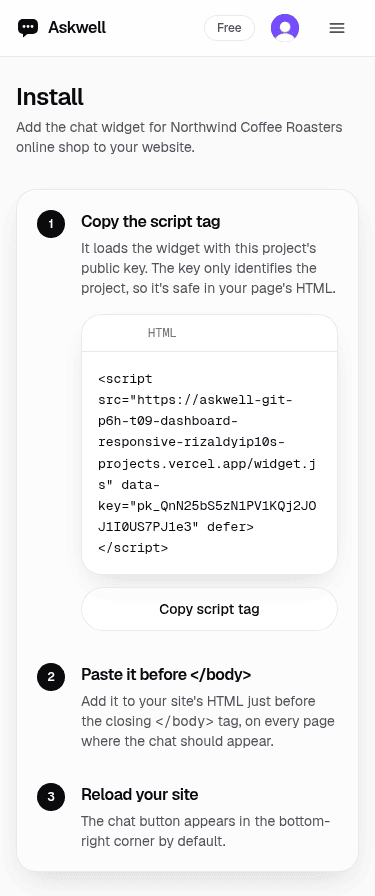 Askwell
Free
Install
Add the chat widget for Northwind Coffee Roasters
online shop to your website.
1
Copy the script tag
It loads the widget with this project's
public key. The key only identifies the
project, so it's safe in your page's HTML.
HTML
<script
src="https://askwell-git-
p6h-t09-dashboard-
responsive-rizaldyip10s-
projects.vercel.app/widget.j
s" data-
key="pk_QnN25bS5zN1PV1KQj2JO
J1I0US7PJ1e3" defer>
</script>
Copy script tag
2
Paste it before </body>
Add it to your site's HTML just before
the closing </body> tag, on every page
where the chat should appear.
3
Reload your site
The chat button appears in the bottom-
right corner by default.